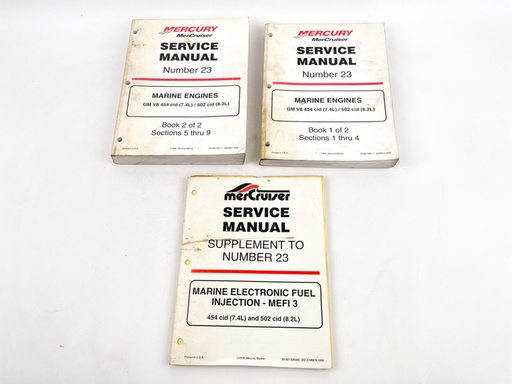 MERCURY
MerCruiser
SERVICE
MANUAL
Number 23
MARINE ENGINES
GM V8 454 cid (7.4L) / 502 cid (8.2L)
Book 2 of 2
Sections 5 thru 9
MERCURY
MerCruiser
SERVICE
MANUAL
Number 23
MARINE ENGINES
GM V8 454 cid (7.4L) / 502 cid (8.2L)
Book 1 of 2
Sections 1 thru 4
merCruiser
SERVICE
MANUAL
SUPPLEMENT TO
NUMBER 23
MARINE ELECTRONIC FUEL
INJECTION - MEFI 3
454 cid (7.4L) and 502 cid (8.2L)
Printed in U.S.A.